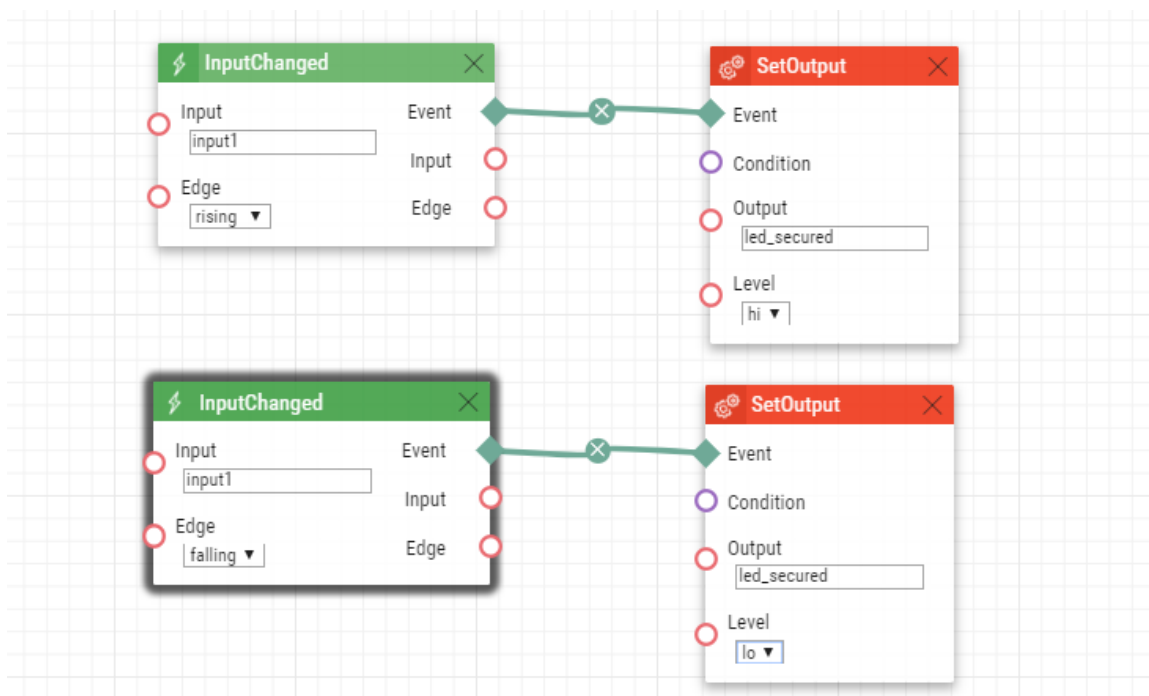 InputChanged
Input
input1
Edge
rising ▼
Event
Input
Edge
SetOutput
Event
Condition
Output
led_secured
Level
hi ▼
InputChanged
Input
input1
Edge
falling ▼
Event
Input
Edge
SetOutput
Event
Condition
Output
led_secured
Level
lo ▼